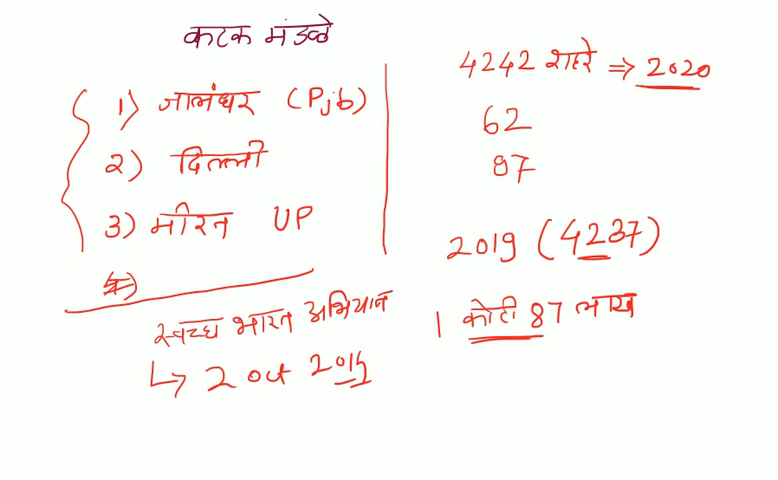 कटक मंडळे
1) जालंधर (Pjb)
2) दिल्ली
3) मीरत UP
स्वच्छ भारत अभियान
↳ 2 oct 2014
4242 शहरे ⇒ 2020
62
97
2019 (4237)
1 कोटी 87 लाख